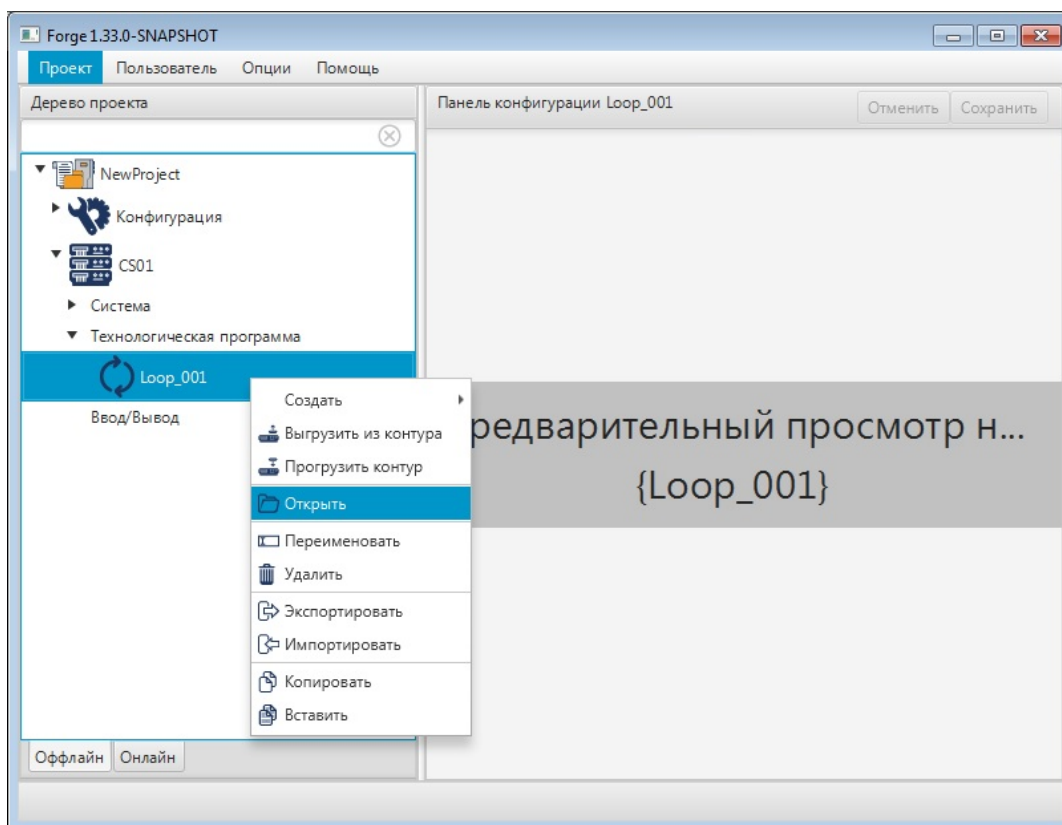 Forge 1.33.0-SNAPSHOT
Проект Пользователь Опции Помощь
Дерево проекта
Панель конфигурации Loop_001
Отменить Сохранить
NewProject
Конфигурация
CS01
Система
Технологическая программа
Loop_001
Ввод/Вывод
Создать
Выгрузить из контура
Прогрузить контур
Открыть
Переименовать
Удалить
Экспортировать
Импортировать
Копировать
Вставить
редварительный просмотр н...
{Loop_001}
Оффлайн Онлайн